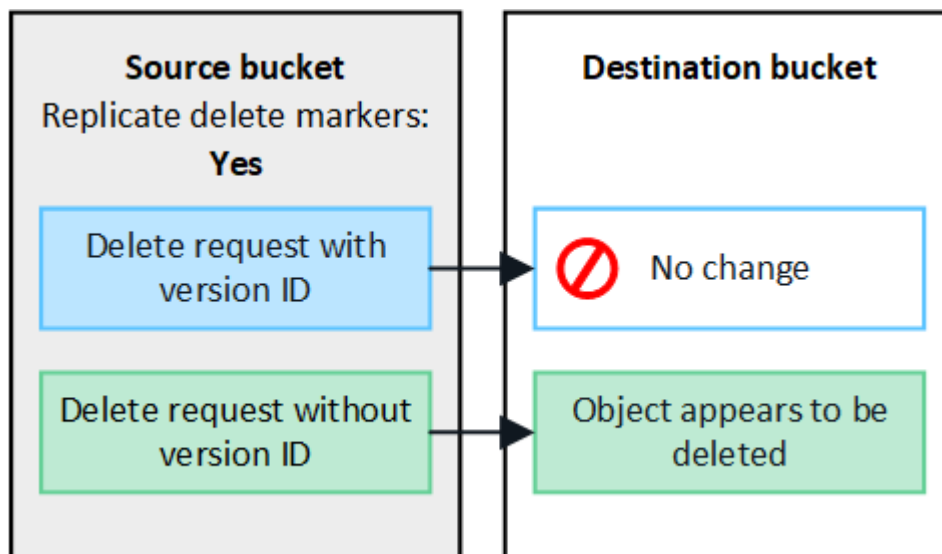 Source bucket
Replicate delete markers:
Yes
Delete request with
version ID
Delete request without
version ID
Destination bucket
No change
Object appears to be
deleted